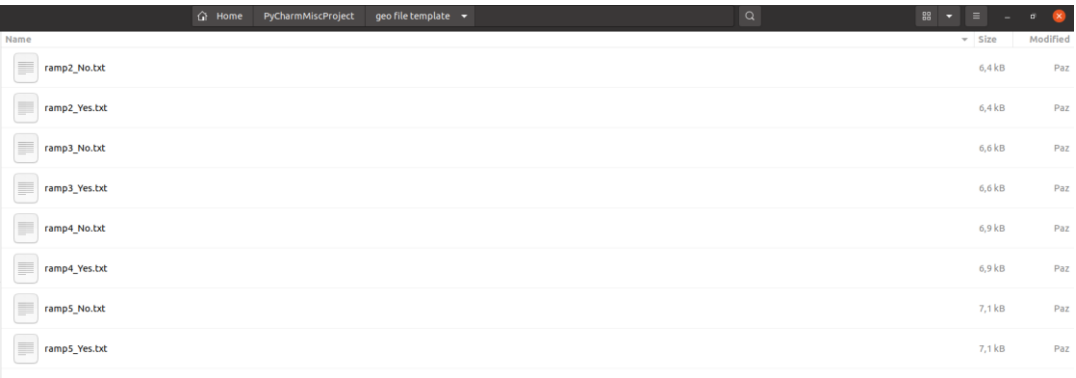 Home PyCharmMiscProject geo file template
Name Size Modified
ramp2_No.txt 6,4 kB Paz
ramp2_Yes.txt 6,4 kB Paz
ramp3_No.txt 6,6 kB Paz
ramp3_Yes.txt 6,6 kB Paz
ramp4_No.txt 6,9 kB Paz
ramp4_Yes.txt 6,9 kB Paz
ramp5_No.txt 7,1 kB Paz
ramp5_Yes.txt 7,1 kB Paz